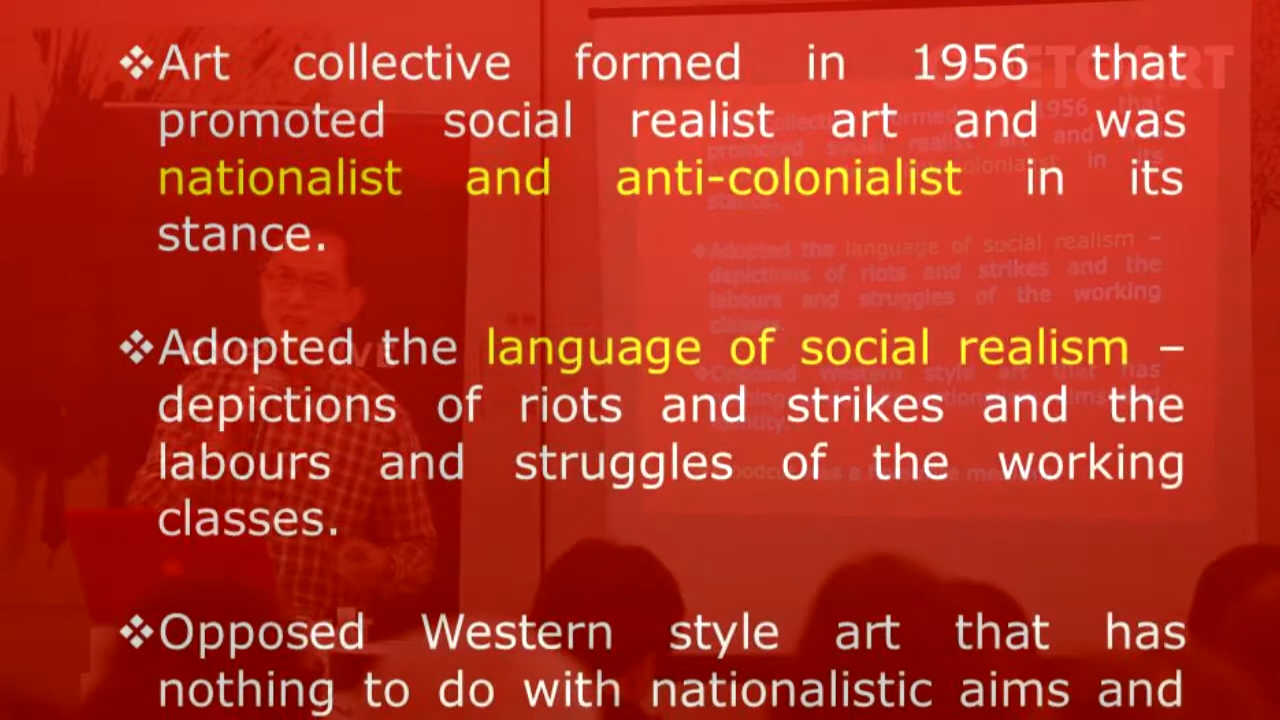 ❖Art collective formed in 1956 that
promoted social realist art and was
nationalist and anti-colonialist in its
stance.
❖Adopted the language of social realism –
depictions of riots and strikes and the
labours and struggles of the working
classes.
❖Opposed Western style art that has
nothing to do with nationalistic aims and